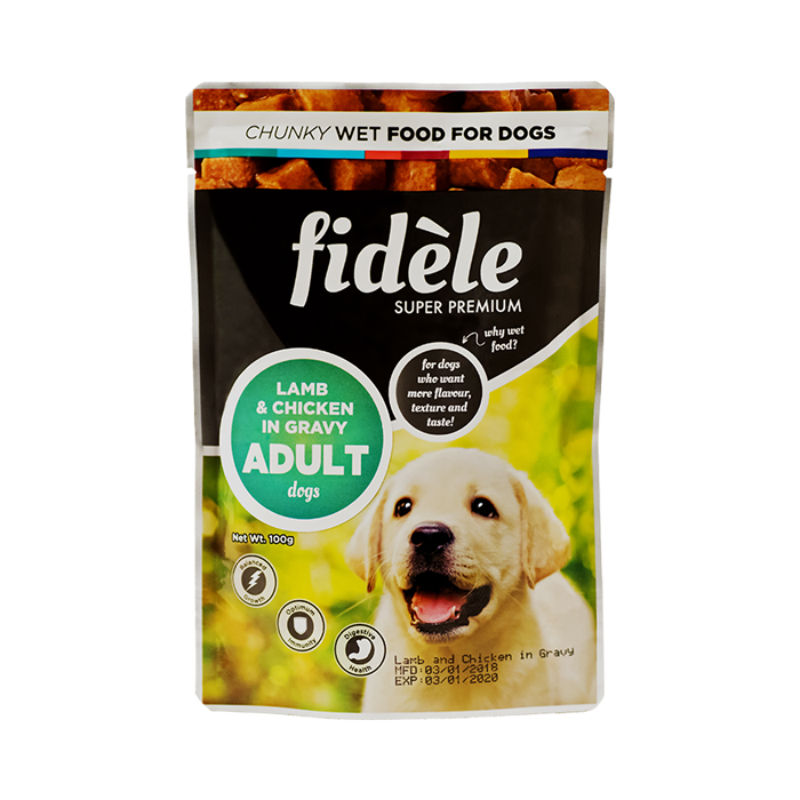 CHUNKY WET FOOD FOR DOGS
fidèle
SUPER PREMIUM
why wet
food?
for dogs
who want
more flavour,
texture and
taste!
LAMB
& CHICKEN
IN GRAVY
ADULT
dogs
Net Wt. 100g
Balanced
Growth
Optimum
Immunity
Digestive
Health
Lamb and Chicken in Gravy
MFD:03/01/2018
EXP:03/01/2020